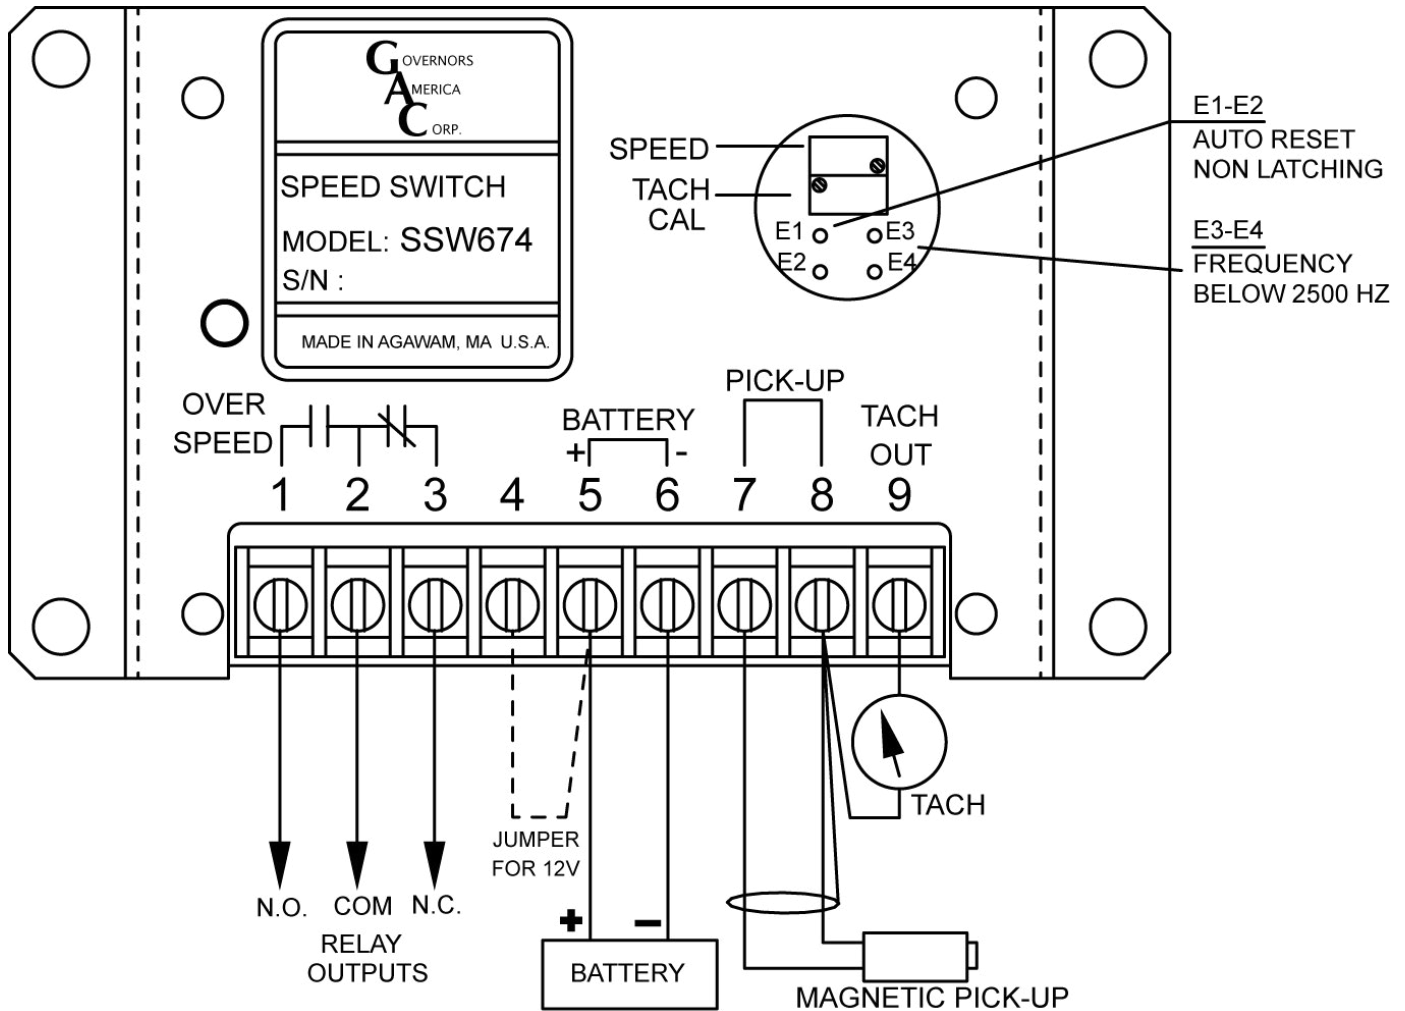 GOVERNORS
AMERICA
CORP.
SPEED SWITCH
MODEL: SSW674
S/N :
MADE IN AGAWAM, MA U.S.A.
SPEED
TACH
CAL
E1
E3
E2
E4
E1-E2
AUTO RESET
NON LATCHING
E3-E4
FREQUENCY
BELOW 2500 HZ
OVER
SPEED
BATTERY
+ -
PICK-UP
TACH
OUT
1 2 3 4 5 6 7 8 9
JUMPER
FOR 12V
N.O. COM N.C.
RELAY
OUTPUTS
+ −
BATTERY
TACH
MAGNETIC PICK-UP